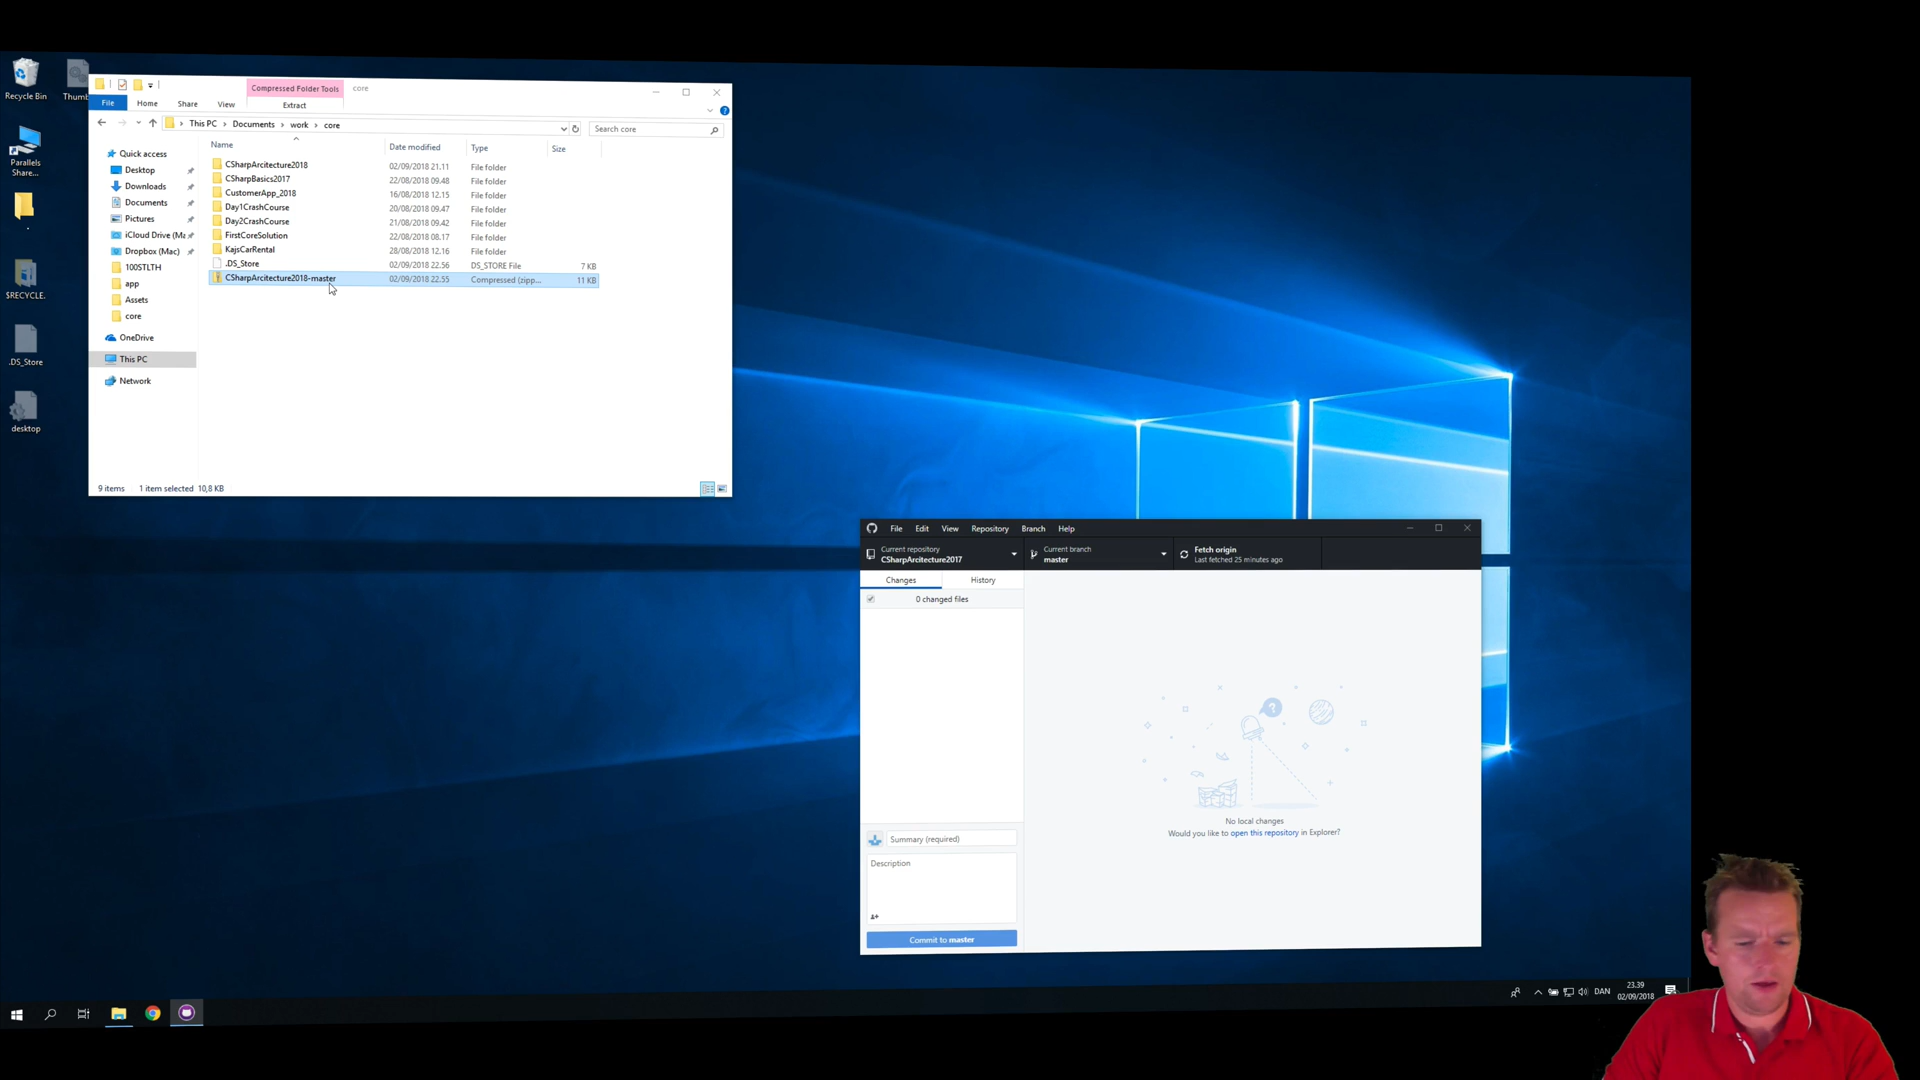 Recycle Bin
Thumb
Parallels
Share...
$RECYCLE.
.DS_Store
desktop
Compressed Folder Tools
core
File
Home
Share
View
Extract
This PC
Documents
work
core
Search core
Name
Date modified
Type
Size
Quick access
Desktop
Downloads
Documents
Pictures
iCloud Drive (Ma
Dropbox (Mac)
100STLTH
app
Assets
core
OneDrive
This PC
Network
CSharpArcitecture2018 02/09/2018 21.11 File folder
CSharpBasics2017 22/08/2018 09.48 File folder
CustomerApp_2018 16/08/2018 12.15 File folder
Day1CrashCourse 20/08/2018 09.47 File folder
Day2CrashCourse 21/08/2018 09.42 File folder
FirstCoreSolution 22/08/2018 08.17 File folder
KajsCarRental 28/08/2018 12.16 File folder
.DS_Store 02/09/2018 22.56 DS_STORE File 7 KB
CSharpArcitecture2018-master 02/09/2018 22.55 Compressed (zipp... 11 KB
9 items 1 item selected 10,8 KB
File Edit View Repository Branch Help
Current repository
CSharpArcitecture2017
Current branch
master
Fetch origin
Last fetched 25 minutes ago
Changes
History
0 changed files
No local changes
Would you like to open this repository in Explorer?
Summary (required)
Description
Commit to master
DAN
23.39
02/09/2018